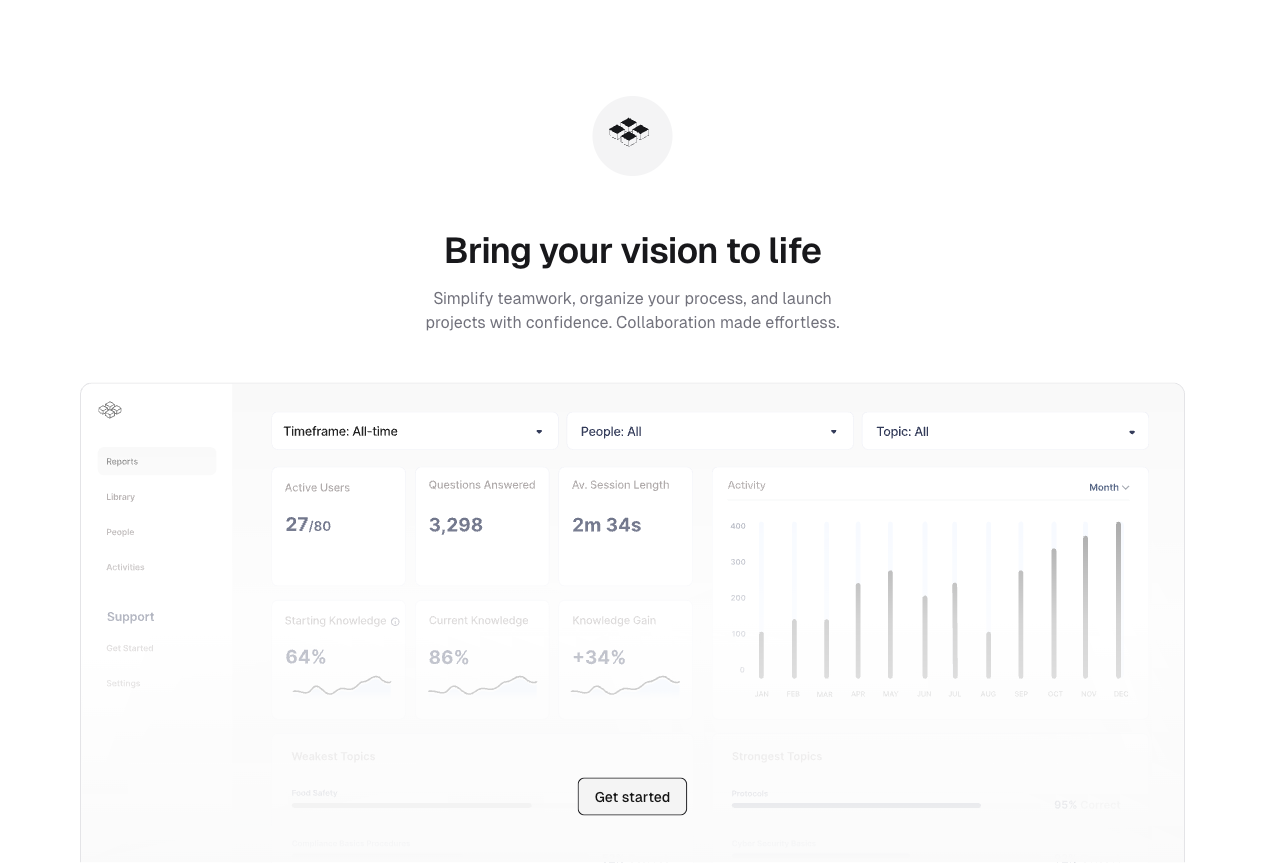 Bring your vision to life
Simplify teamwork, organize your process, and launch
projects with confidence. Collaboration made effortless.
Reports
Library
People
Activities
Support
Get Started
Settings
Timeframe: All-time
People: All
Topic: All
Active Users
27/80
Questions Answered
3,298
Av. Session Length
2m 34s
Starting Knowledge
64%
Current Knowledge
86%
Knowledge Gain
+34%
Activity
Month
400
300
200
100
0
JAN FEB MAR APR MAY JUN JUL AUG SEP OCT NOV DEC
Weakest Topics
Food Safety
Strongest Topics
Protocols
95% Correct
Get started